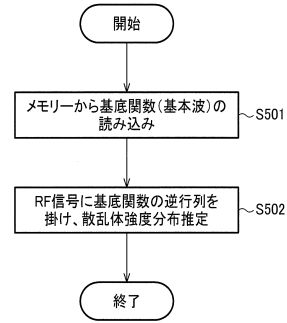 開始
メモリーから基底関数(基本波)の
読み込み
S501
RF信号に基底関数の逆行列を
掛け、散乱体強度分布推定
S502
終了